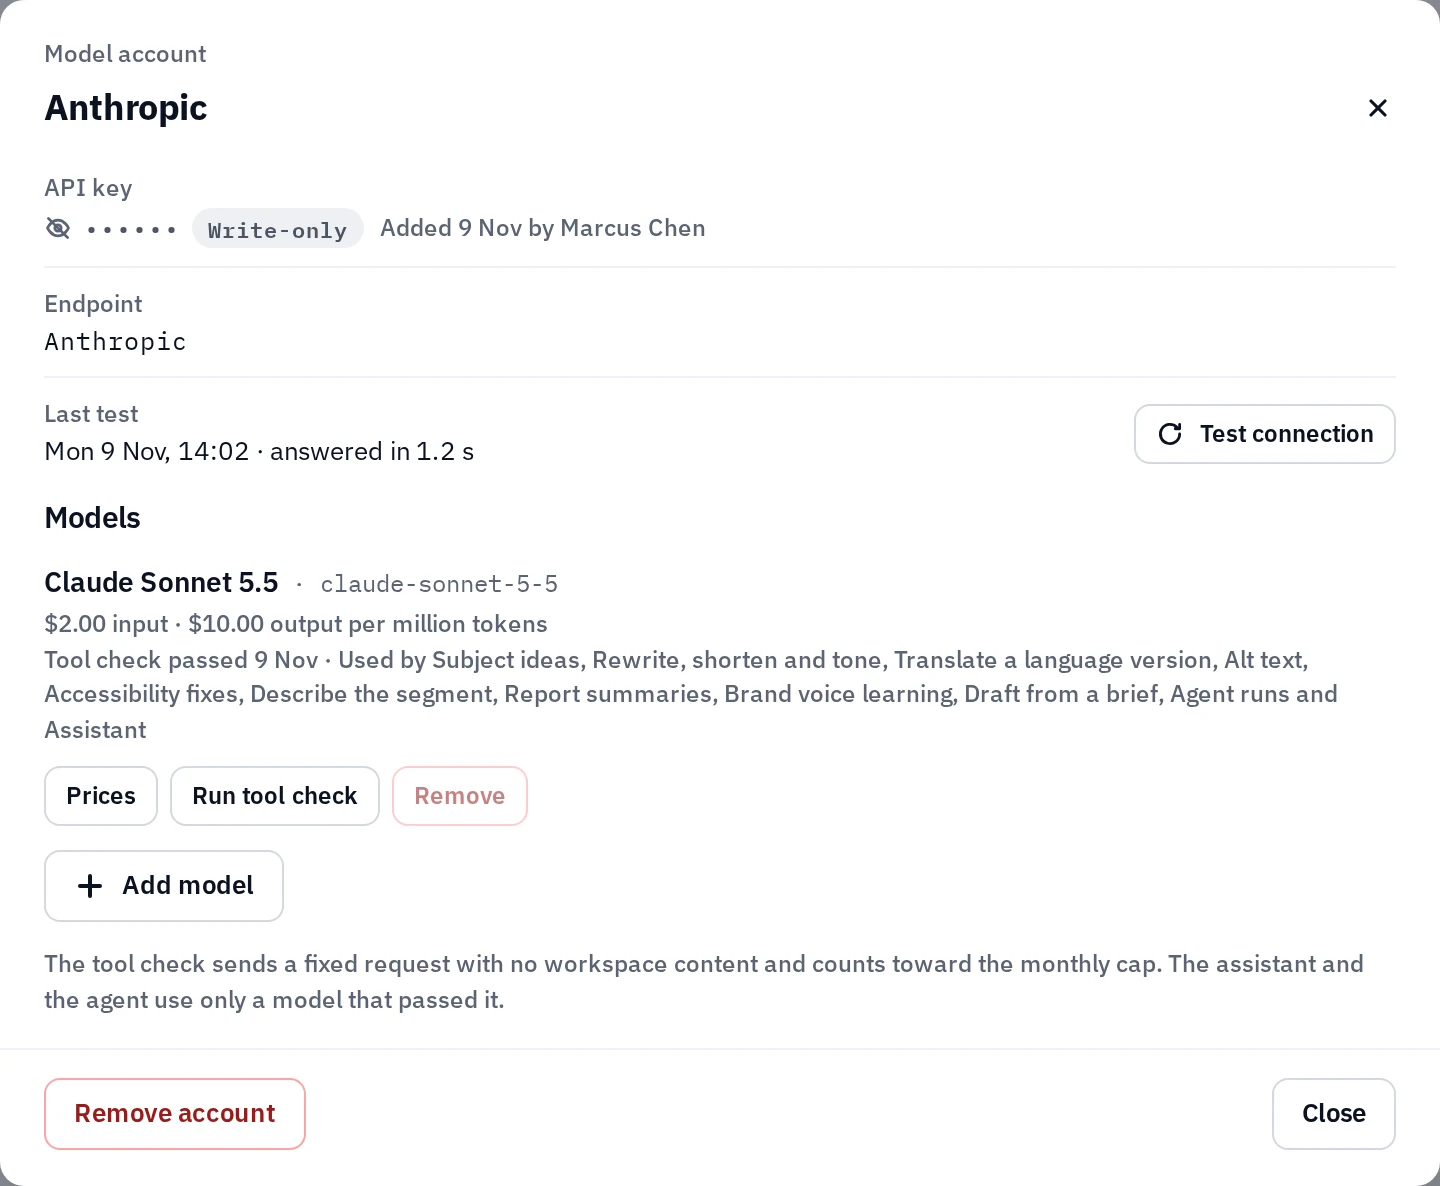 Model account
Anthropic
API key
•••••• Write-only Added 9 Nov by Marcus Chen
Endpoint
Anthropic
Last test
Mon 9 Nov, 14:02 · answered in 1.2 s
Test connection
Models
Claude Sonnet 5.5 · claude-sonnet-5-5
$2.00 input · $10.00 output per million tokens
Tool check passed 9 Nov · Used by Subject ideas, Rewrite, shorten and tone, Translate a language version, Alt text,
Accessibility fixes, Describe the segment, Report summaries, Brand voice learning, Draft from a brief, Agent runs and
Assistant
Prices Run tool check Remove
Add model
The tool check sends a fixed request with no workspace content and counts toward the monthly cap. The assistant and
the agent use only a model that passed it.
Remove account Close